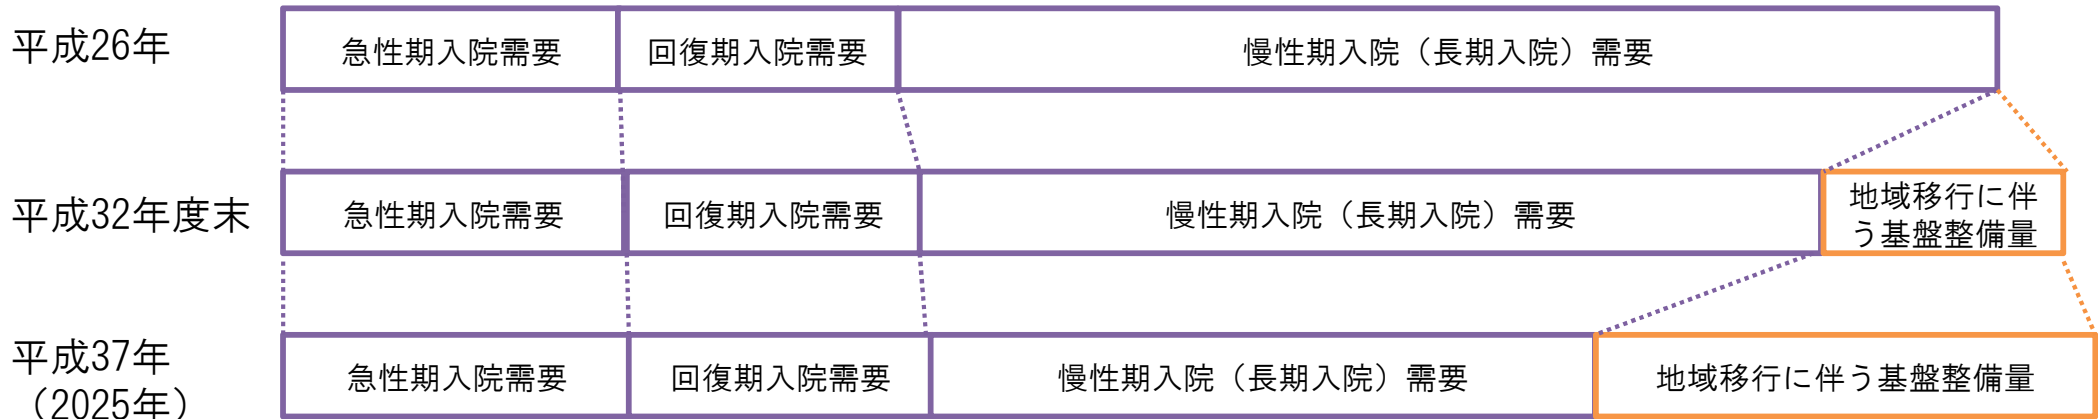 平成26年
急性期入院需要
回復期入院需要
慢性期入院（長期入院）需要
平成32年度末
急性期入院需要
回復期入院需要
慢性期入院（長期入院）需要
地域移行に伴
う基盤整備量
平成37年
（2025年）
急性期入院需要
回復期入院需要
慢性期入院（長期入院）需要
地域移行に伴う基盤整備量